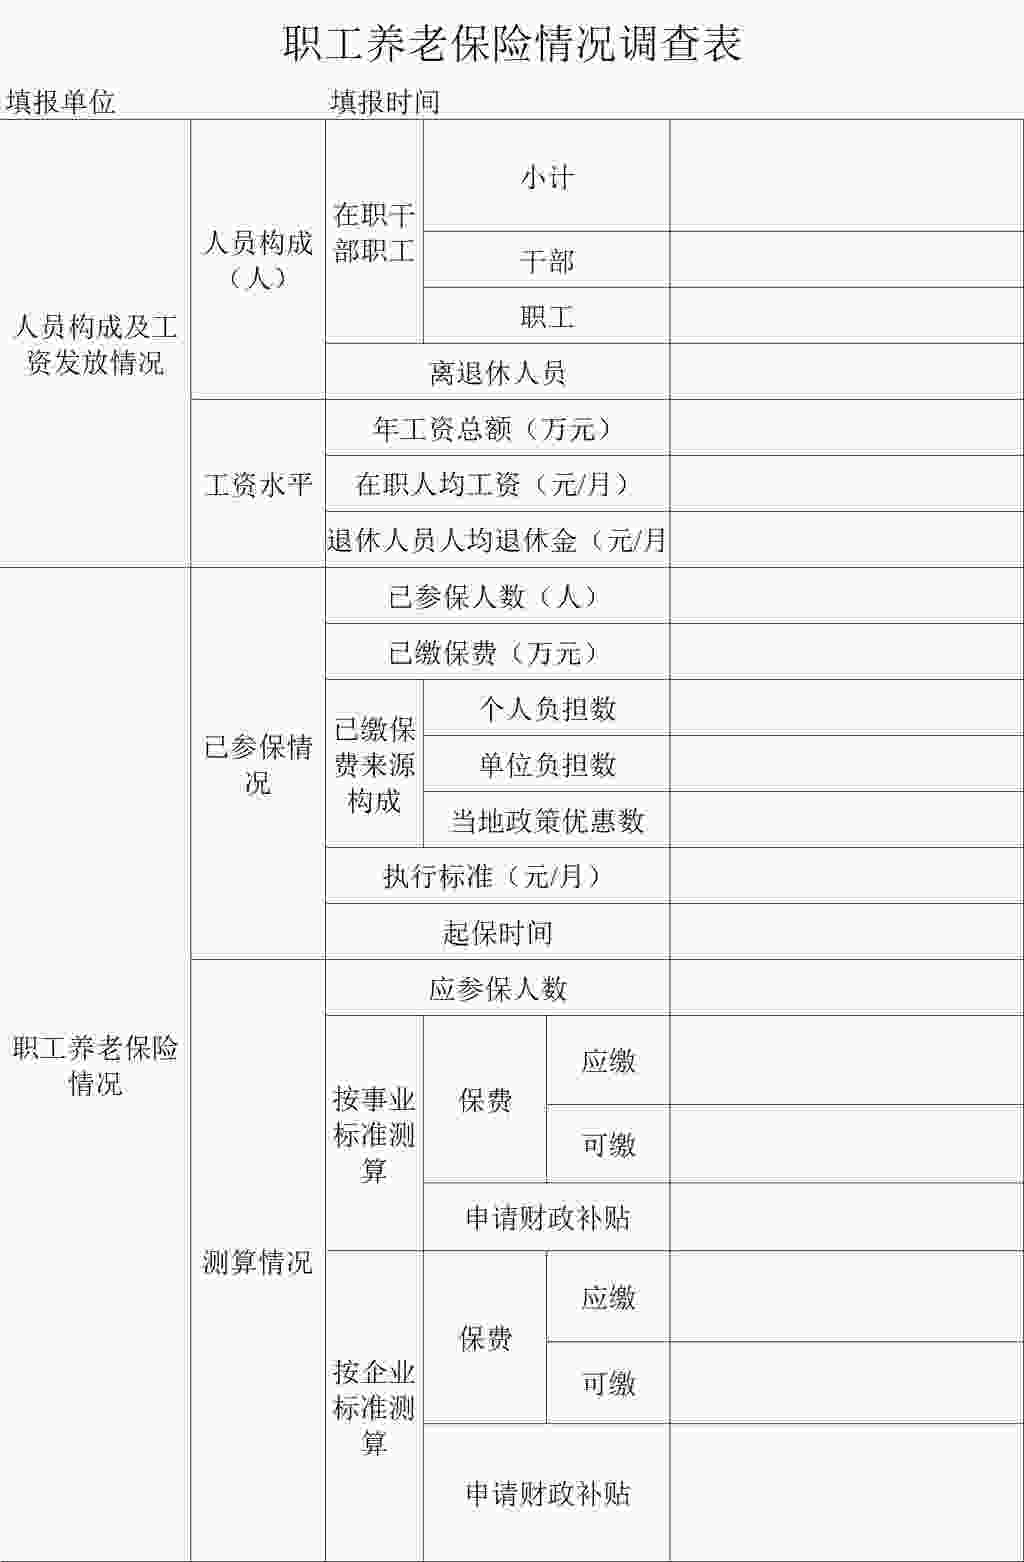 职工养老保险情况调查表
填报单位 填报时间
人员构成及工
资发放情况
人员构成
（人）
在职干
部职工
小计
干部
职工
离退休人员
工资水平
年工资总额（万元）
在职人均工资（元/月）
退休人员人均退休金（元/月
职工养老保险
情况
已参保情
况
已参保人数（人）
已缴保费（万元）
已缴保
费来源
构成
个人负担数
单位负担数
当地政策优惠数
执行标准（元/月）
起保时间
测算情况
应参保人数
按事业
标准测
算
保费
应缴
可缴
申请财政补贴
按企业
标准测
算
保费
应缴
可缴
申请财政补贴